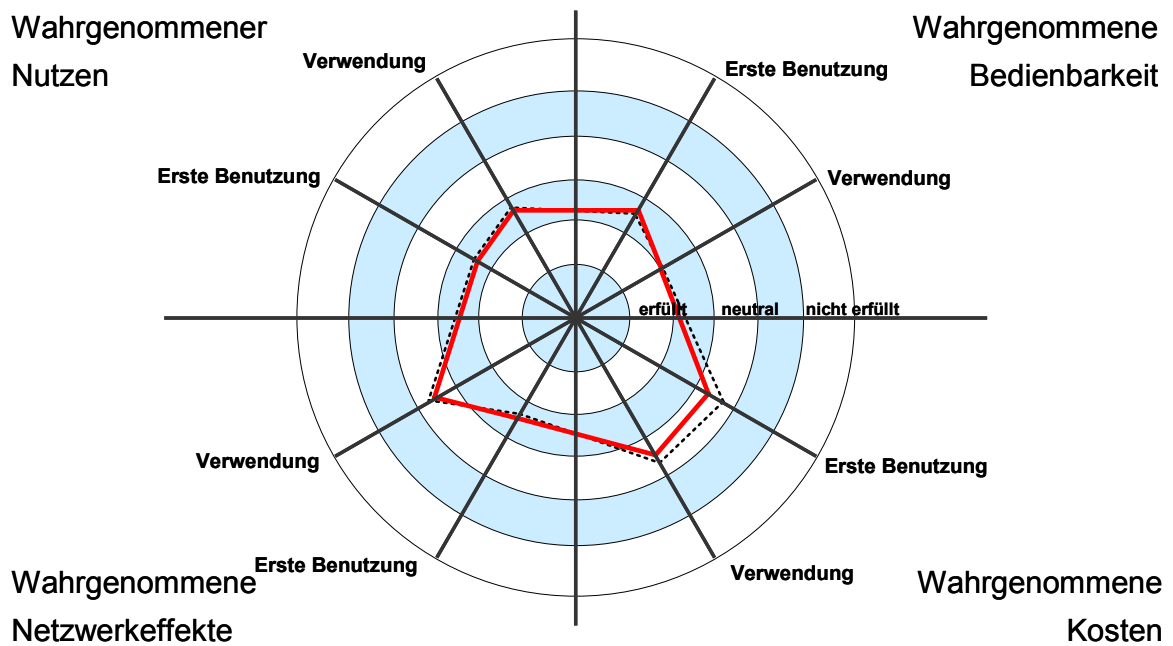 Wahrgenommener
Nutzen
Wahrgenommene
Bedienbarkeit
Verwendung
Erste Benutzung
Erste Benutzung
Verwendung
erfüllt
neutral
nicht erfüllt
Verwendung
Erste Benutzung
Erste Benutzung
Verwendung
Wahrgenommene
Netzwerkeffekte
Wahrgenommene
Kosten